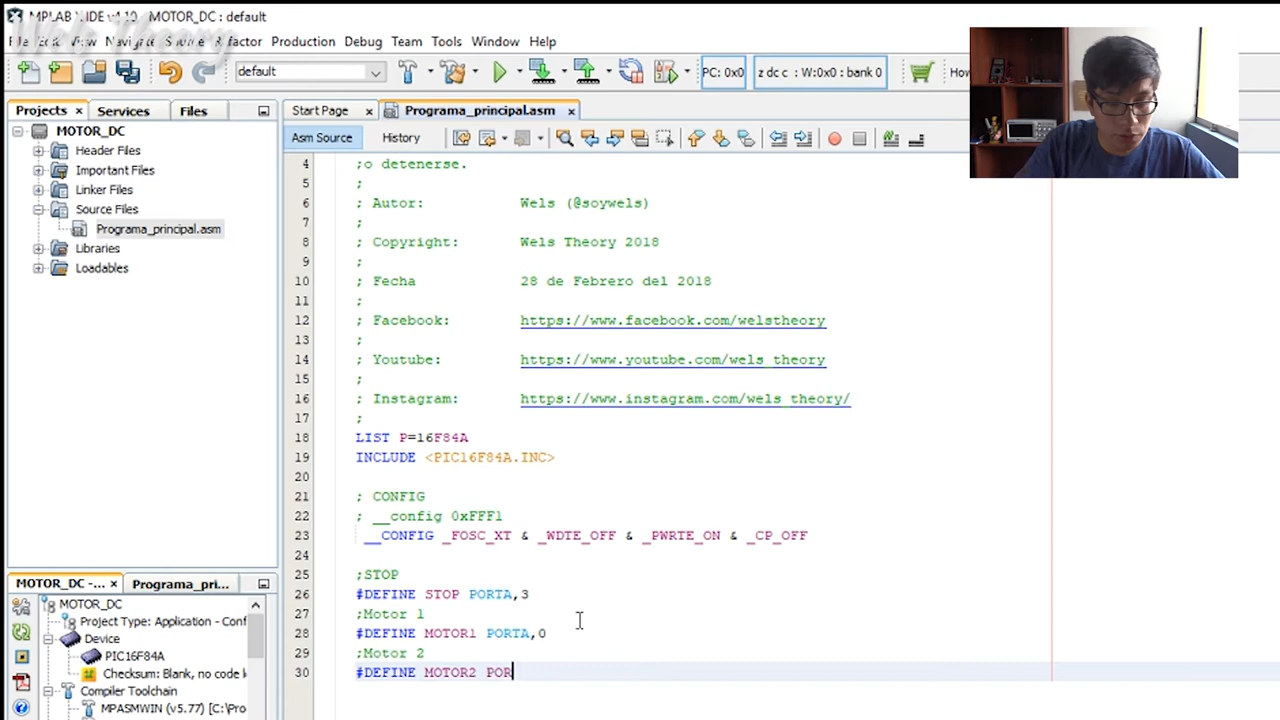 MPLAB X IDE v4.10 - MOTOR_DC : default
Wels Theory
File Edit View Navigate Source Refactor Production Debug Team Tools Window Help
default
PC: 0x0
z dc c : W:0x0 : bank 0
How
Projects Services Files
Start Page Programa_principal.asm
MOTOR_DC
Header Files
Important Files
Linker Files
Source Files
Programa_principal.asm
Libraries
Loadables
Asm Source History
4 ;o detenerse.
5 ;
6 ; Autor: Wels (@soywels)
7 ;
8 ; Copyright: Wels Theory 2018
9 ;
10 ; Fecha 28 de Febrero del 2018
11 ;
12 ; Facebook: https://www.facebook.com/welstheory
13 ;
14 ; Youtube: https://www.youtube.com/wels_theory
15 ;
16 ; Instagram: https://www.instagram.com/wels_theory/
17 ;
18 LIST P=16F84A
19 INCLUDE <PIC16F84A.INC>
20
21 ; CONFIG
22 ; __config 0xFFF1
23 __CONFIG _FOSC_XT & _WDTE_OFF & _PWRTE_ON & _CP_OFF
24
25 ;STOP
26 #DEFINE STOP PORTA,3
27 ;Motor 1
28 #DEFINE MOTOR1 PORTA,0
29 ;Motor 2
30 #DEFINE MOTOR2 POR
MOTOR_DC -... Programa_pri...
MOTOR_DC
Project Type: Application - Conf
Device
PIC16F84A
Checksum: Blank, no code l
Compiler Toolchain
MPASMWIN (v5.77) [C:\Pro